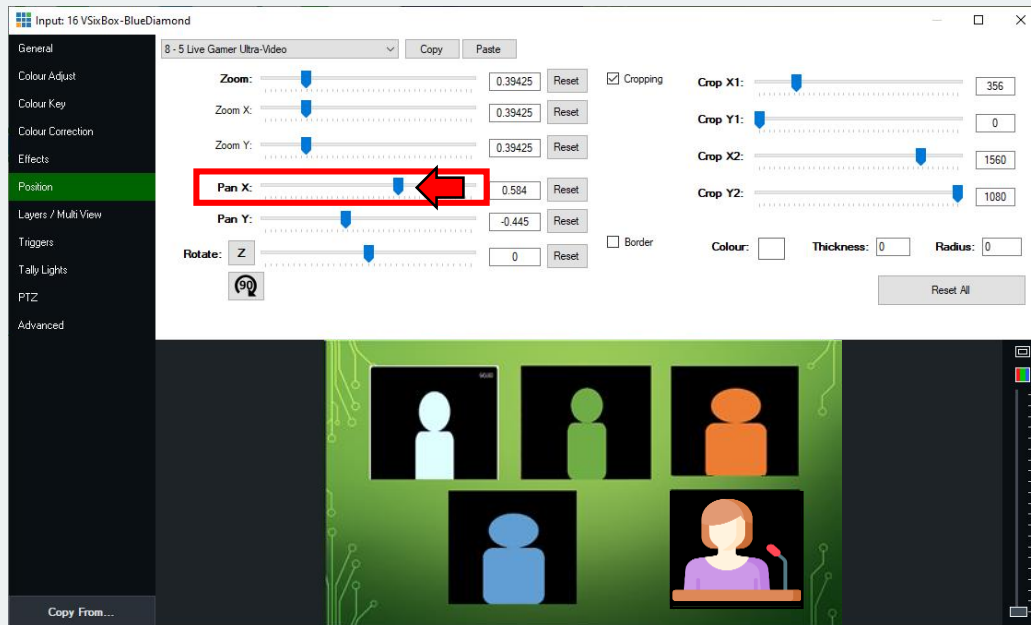 Input: 16 VSixBox-BlueDiamond
General
Colour Adjust
Colour Key
Colour Correction
Effects
Position
Layers / Multi View
Triggers
Tally Lights
PTZ
Advanced
Copy From...
8 - 5 Live Gamer Ultra-Video Copy Paste
Zoom: 0.39425 Reset
Zoom X: 0.39425 Reset
Zoom Y: 0.39425 Reset
Pan X: 0.584 Reset
Pan Y: -0.445 Reset
Rotate: Z 0 Reset
90
Cropping
Crop X1: 356
Crop Y1: 0
Crop X2: 1560
Crop Y2: 1080
Border Colour: Thickness: 0 Radius: 0
Reset All